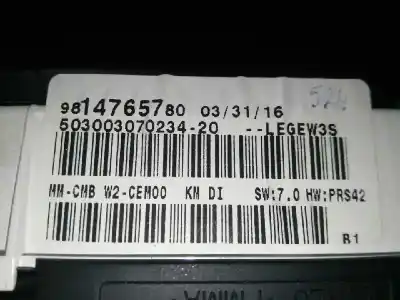 9814765780 03/31/16
524
503003070234-20 --LEGEW3S
MM-CMB W2-CEM00 KM DI SW:7.0 HW:PRS42
B1